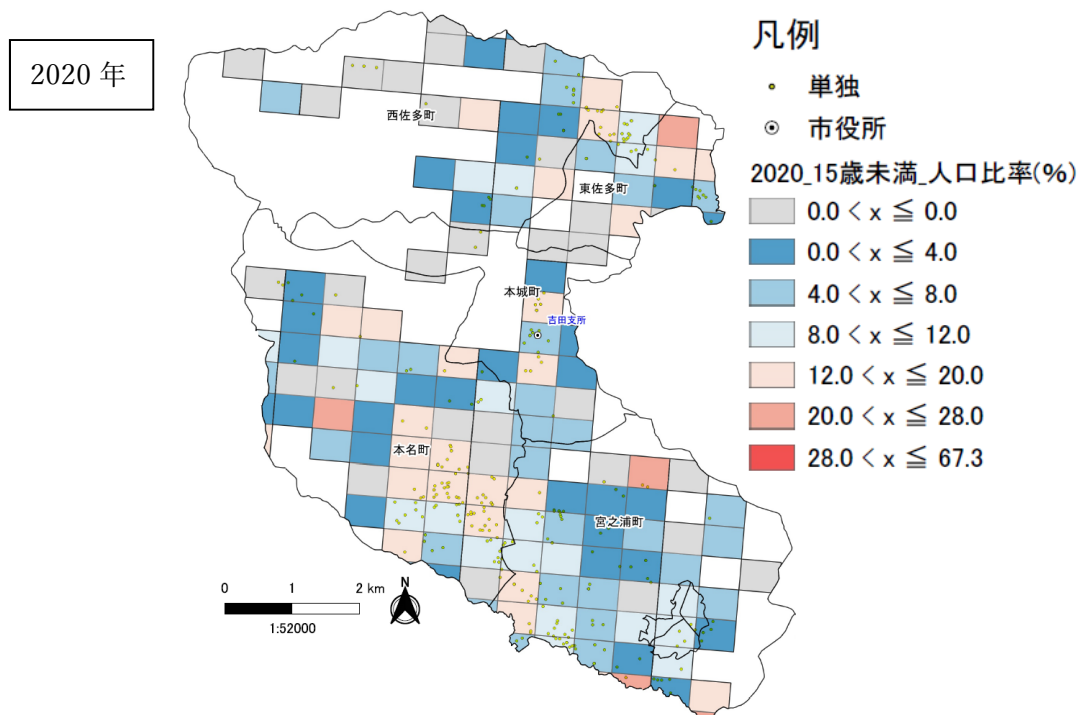 2020 年
凡例
単独
市役所
2020_15歳未満_人口比率(%)
0.0 < x ≦ 0.0
0.0 < x ≦ 4.0
4.0 < x ≦ 8.0
8.0 < x ≦ 12.0
12.0 < x ≦ 20.0
20.0 < x ≦ 28.0
28.0 < x ≦ 67.3
西佐多町
東佐多町
本城町
吉田支所
本名町
宮之浦町
0 1 2 km
1:52000
N